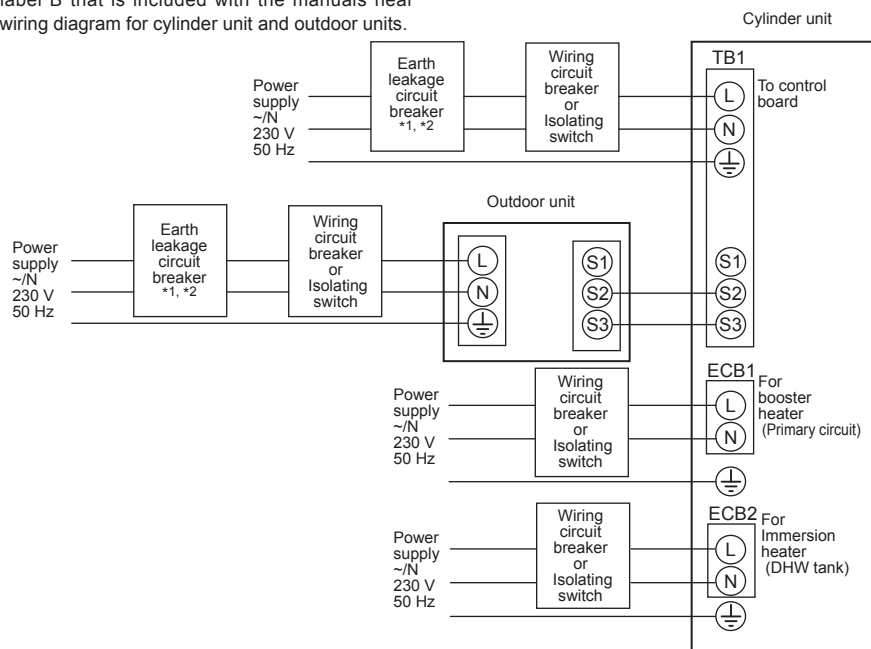 label B that is included with the manuals near
wiring diagram for cylinder unit and outdoor units.
Cylinder unit
Power
supply
~/N
230 V
50 Hz
Earth
leakage
circuit
breaker
*1, *2
Wiring
circuit
breaker
or
Isolating
switch
TB1
L
N
To control
board
Outdoor unit
Power
supply
~/N
230 V
50 Hz
Earth
leakage
circuit
breaker
*1, *2
Wiring
circuit
breaker
or
Isolating
switch
L
N
S1
S2
S3
S1
S2
S3
Power
supply
~/N
230 V
50 Hz
Wiring
circuit
breaker
or
Isolating
switch
ECB1
L
N
For
booster
heater
(Primary circuit)
Power
supply
~/N
230 V
50 Hz
Wiring
circuit
breaker
or
Isolating
switch
ECB2
L
N
For
Immersion
heater
(DHW tank)